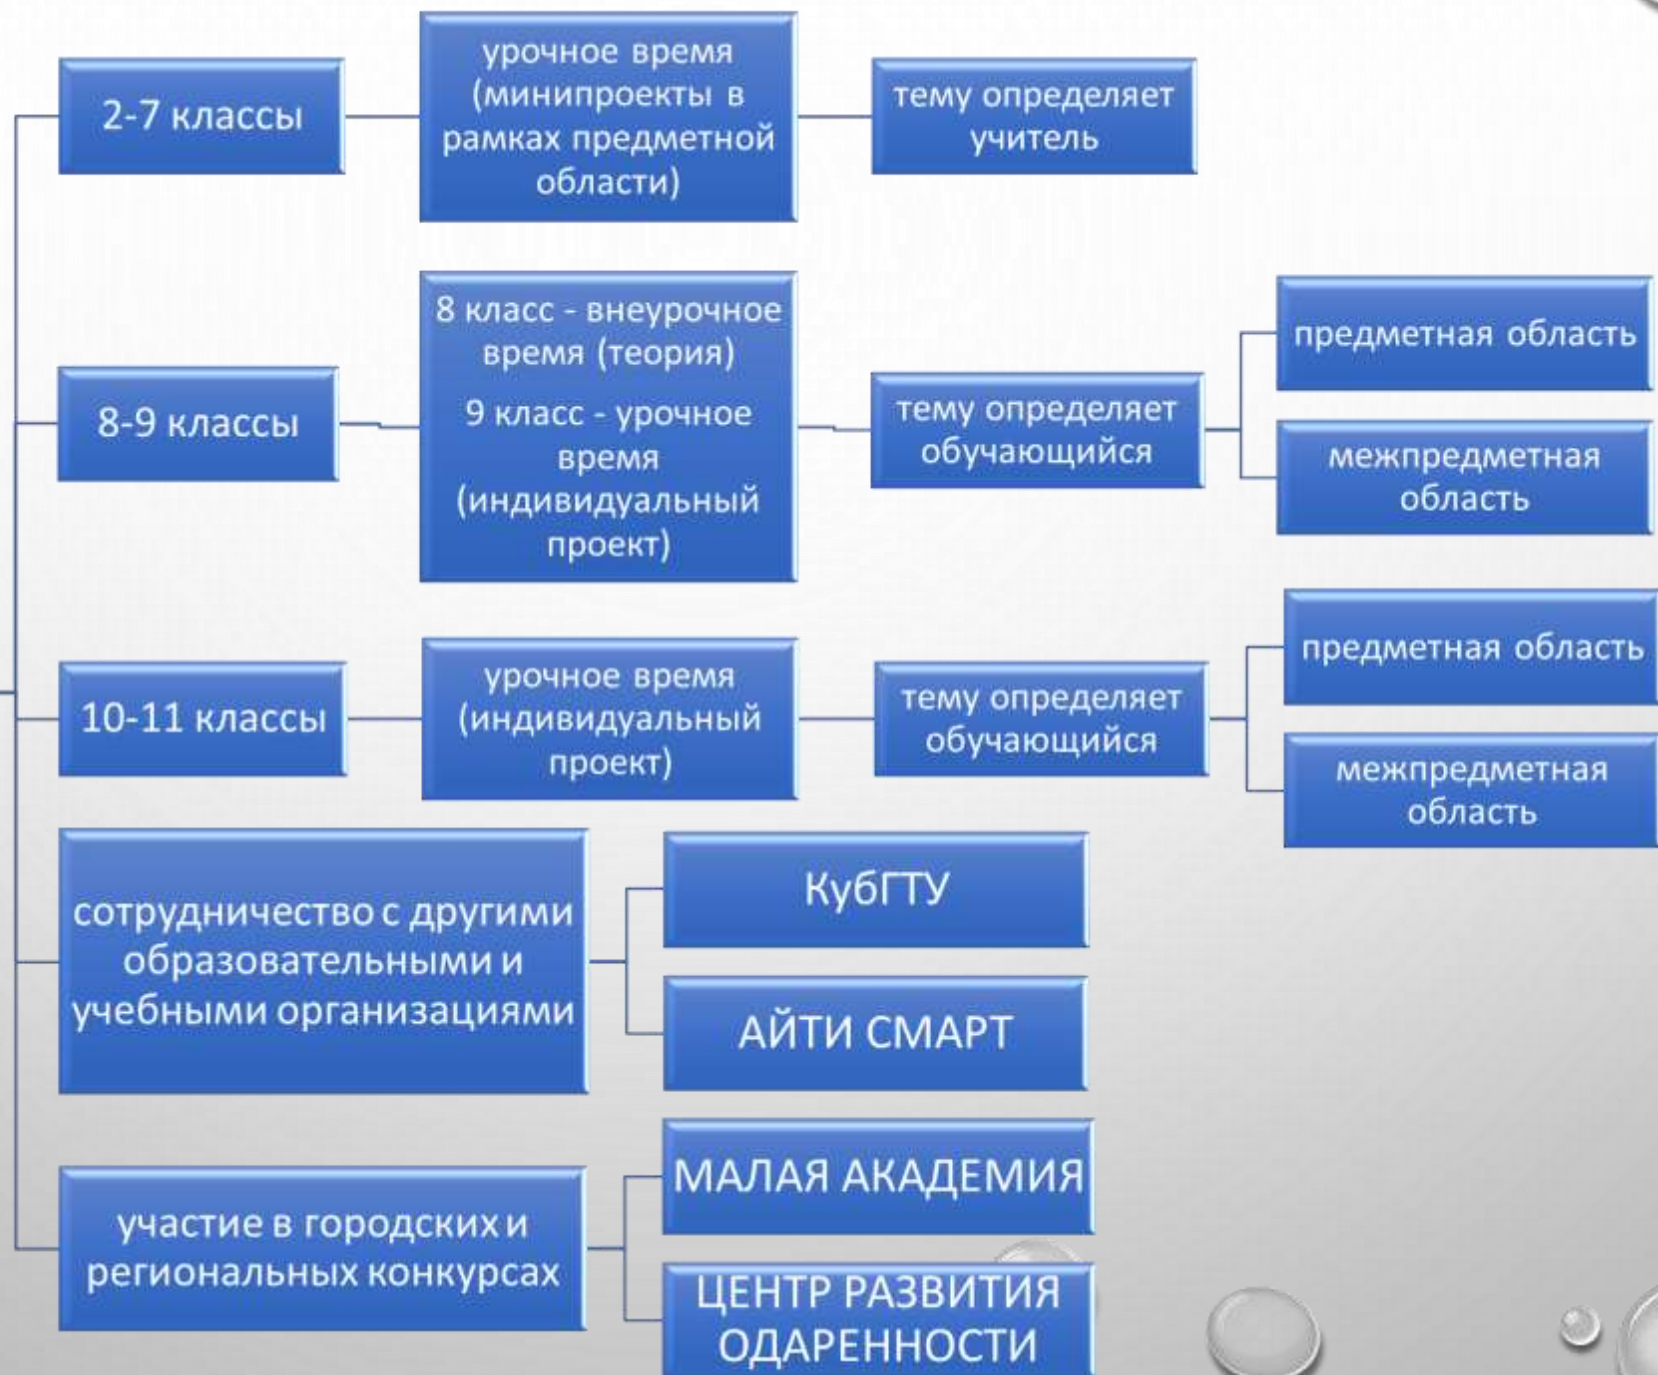 2-7 классы
урочное время
(минипроекты в
рамках предметной
области)
тему определяет
учитель
8-9 классы
8 класс - внеурочное
время (теория)
9 класс - урочное
время
(индивидуальный
проект)
тему определяет
обучающийся
предметная область
межпредметная
область
10-11 классы
урочное время
(индивидуальный
проект)
тему определяет
обучающийся
предметная область
межпредметная
область
сотрудничество с другими
образовательными и
учебными организациями
КубГТУ
АЙТИ СМАРТ
участие в городских и
региональных конкурсах
МАЛАЯ АКАДЕМИЯ
ЦЕНТР РАЗВИТИЯ
ОДАРЕННОСТИ